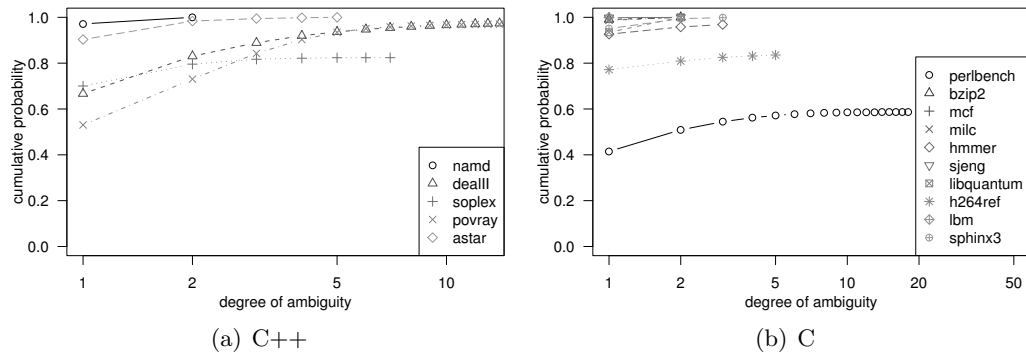 cumulative probability
1.0
0.8
0.6
0.4
0.2
0.0
namd
dealII
soplex
povray
astar
1 2 5 10
degree of ambiguity
(a) C++
cumulative probability
1.0
0.8
0.6
0.4
0.2
0.0
perlbench
bzip2
mcf
milc
hmmer
sjeng
libquantum
h264ref
lbm
sphinx3
1 2 5 10 20 50
degree of ambiguity
(b) C